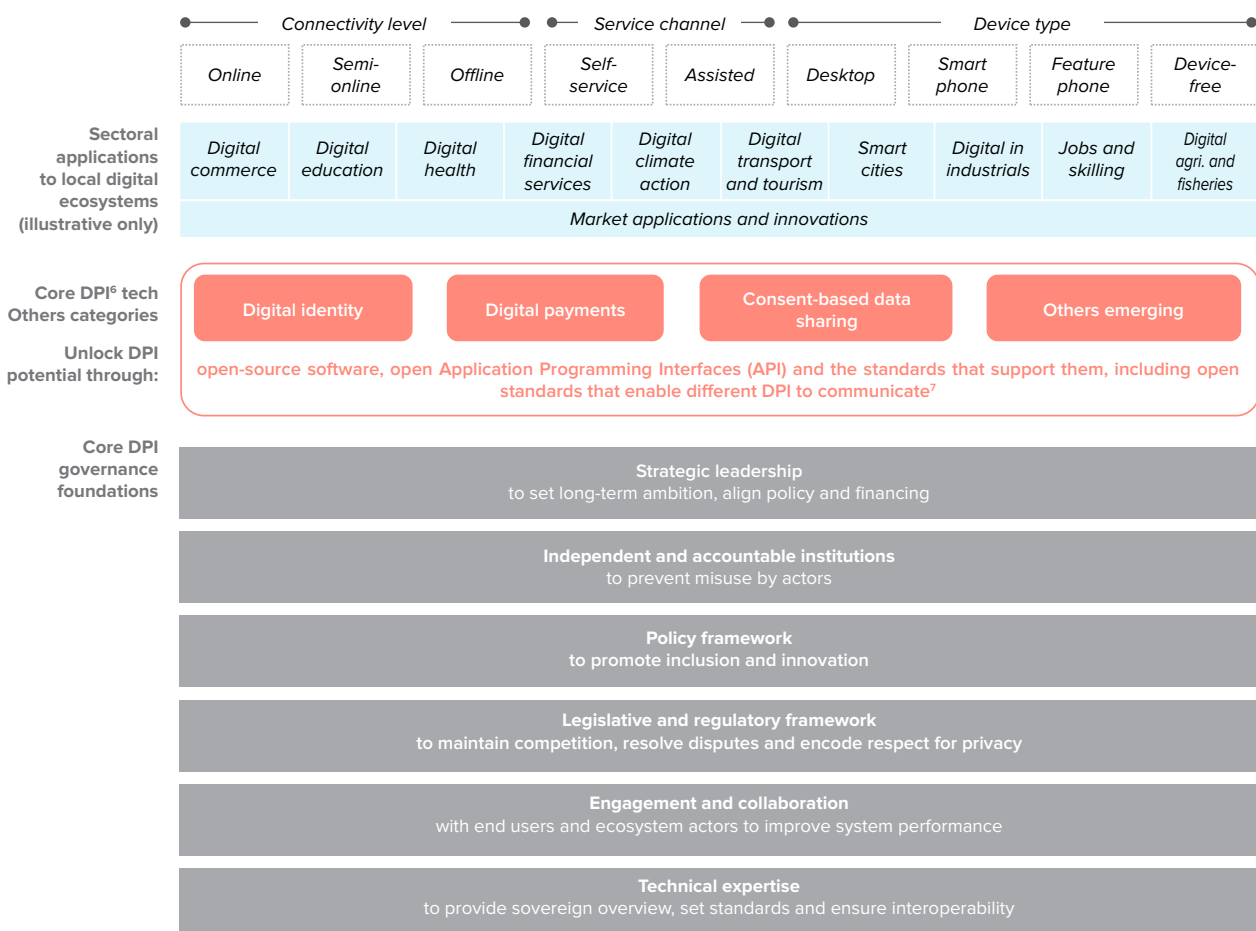 Connectivity level
Service channel
Device type
Online
Semi-
online
Offline
Self-
service
Assisted
Desktop
Smart
phone
Feature
phone
Device-
free
Sectoral
applications
to local digital
ecosystems
(illustrative only)
Digital
commerce
Digital
education
Digital
health
Digital
financial
services
Digital
climate
action
Digital
transport
and tourism
Smart
cities
Digital in
industrials
Jobs and
skilling
Digital
agri. and
fisheries
Market applications and innovations
Core DPI⁶ tech
Others categories
Digital identity
Digital payments
Consent-based data
sharing
Others emerging
Unlock DPI
potential through:
open-source software, open Application Programming Interfaces (API) and the standards that support them, including open
standards that enable different DPI to communicate⁷
Core DPI
governance
foundations
Strategic leadership
to set long-term ambition, align policy and financing
Independent and accountable institutions
to prevent misuse by actors
Policy framework
to promote inclusion and innovation
Legislative and regulatory framework
to maintain competition, resolve disputes and encode respect for privacy
Engagement and collaboration
with end users and ecosystem actors to improve system performance
Technical expertise
to provide sovereign overview, set standards and ensure interoperability